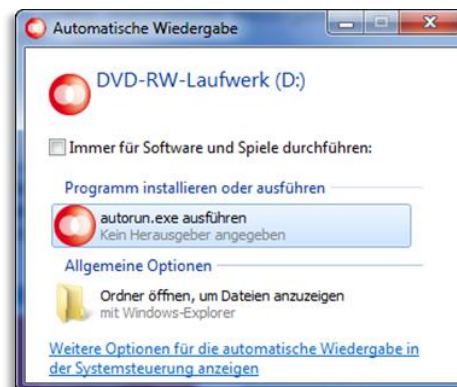 Automatische Wiedergabe
DVD-RW-Laufwerk (D:)
Immer für Software und Spiele durchführen:
Programm installieren oder ausführen
autorun.exe ausführen
Kein Herausgeber angegeben
Allgemeine Optionen
Ordner öffnen, um Dateien anzuzeigen
mit Windows-Explorer
Weitere Optionen für die automatische Wiedergabe in
der Systemsteuerung anzeigen